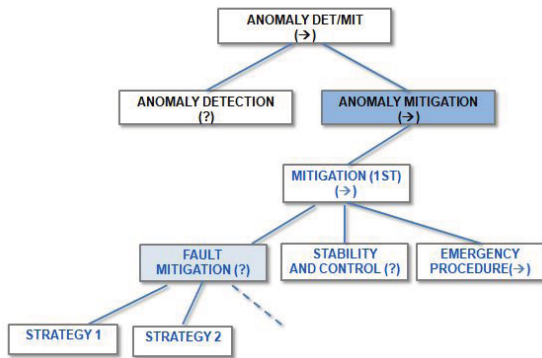 ANOMALY DET/MIT
(→)
ANOMALY DETECTION
(?)
ANOMALY MITIGATION
(→)
MITIGATION (1ST)
(→)
FAULT
MITIGATION (?)
STABILITY
AND CONTROL (?)
EMERGENCY
PROCEDURE(→)
STRATEGY 1
STRATEGY 2